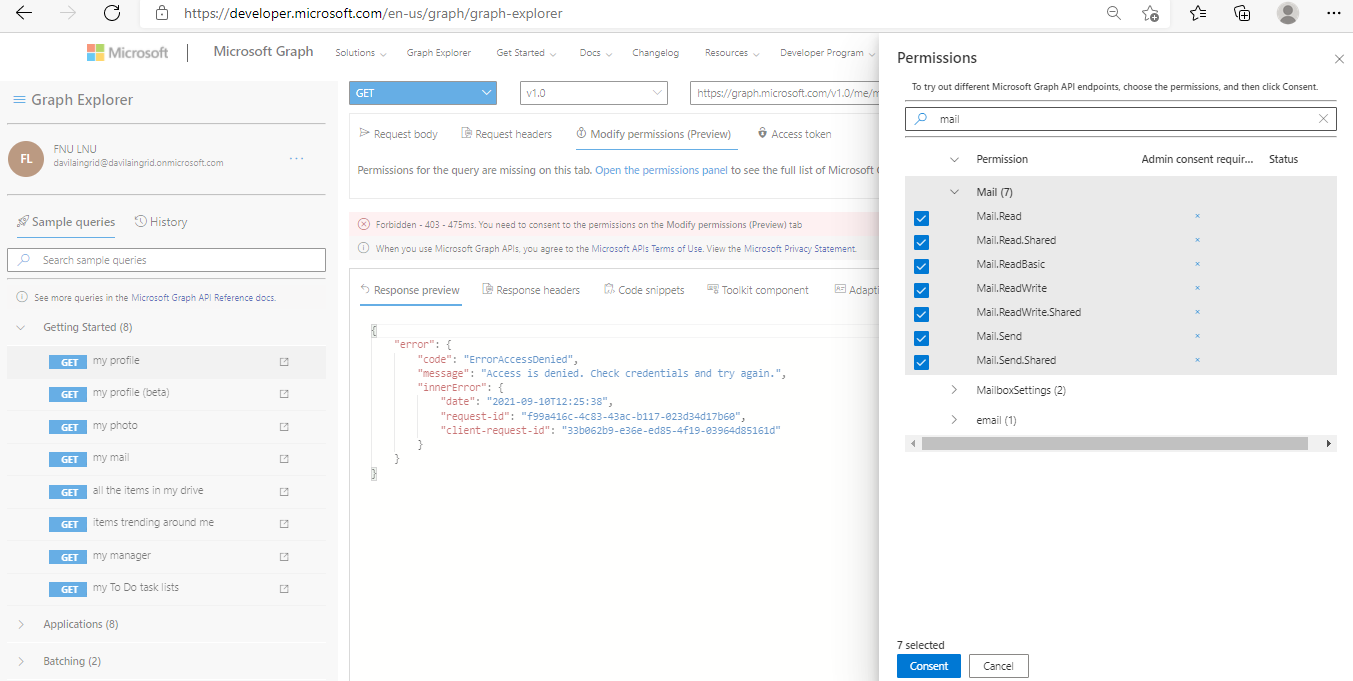 https://developer.microsoft.com/en-us/graph/graph-explorer
Microsoft
Microsoft Graph
Solutions
Graph Explorer
Get Started
Docs
Changelog
Resources
Developer Program
Graph Explorer
FL
FNU LNU
davilaingrid@davilaingrid.onmicrosoft.com
Sample queries
History
Search sample queries
See more queries in the Microsoft Graph API Reference docs.
Getting Started (8)
GET my profile
GET my profile (beta)
GET my photo
GET my mail
GET all the items in my drive
GET items trending around me
GET my manager
GET my To Do task lists
Applications (8)
Batching (2)
GET
v1.0
https://graph.microsoft.com/v1.0/me/m
Request body
Request headers
Modify permissions (Preview)
Access token
Permissions for the query are missing on this tab. Open the permissions panel to see the full list of Microsoft G
Forbidden - 403 - 475ms. You need to consent to the permissions on the Modify permissions (Preview) tab
When you use Microsoft Graph APIs, you agree to the Microsoft APIs Terms of Use. View the Microsoft Privacy Statement.
Response preview
Response headers
Code snippets
Toolkit component
Adapti
{
"error": {
"code": "ErrorAccessDenied",
"message": "Access is denied. Check credentials and try again.",
"innerError": {
"date": "2021-09-10T12:25:38",
"request-id": "f99a416c-4c83-43ac-b117-023d34d17b60",
"client-request-id": "33b062b9-e36e-ed85-4f19-03964d85161d"
}
}
}
Permissions
To try out different Microsoft Graph API endpoints, choose the permissions, and then click Consent.
mail
Permission
Admin consent requir...
Status
Mail (7)
Mail.Read
Mail.Read.Shared
Mail.ReadBasic
Mail.ReadWrite
Mail.ReadWrite.Shared
Mail.Send
Mail.Send.Shared
MailboxSettings (2)
email (1)
7 selected
Consent
Cancel